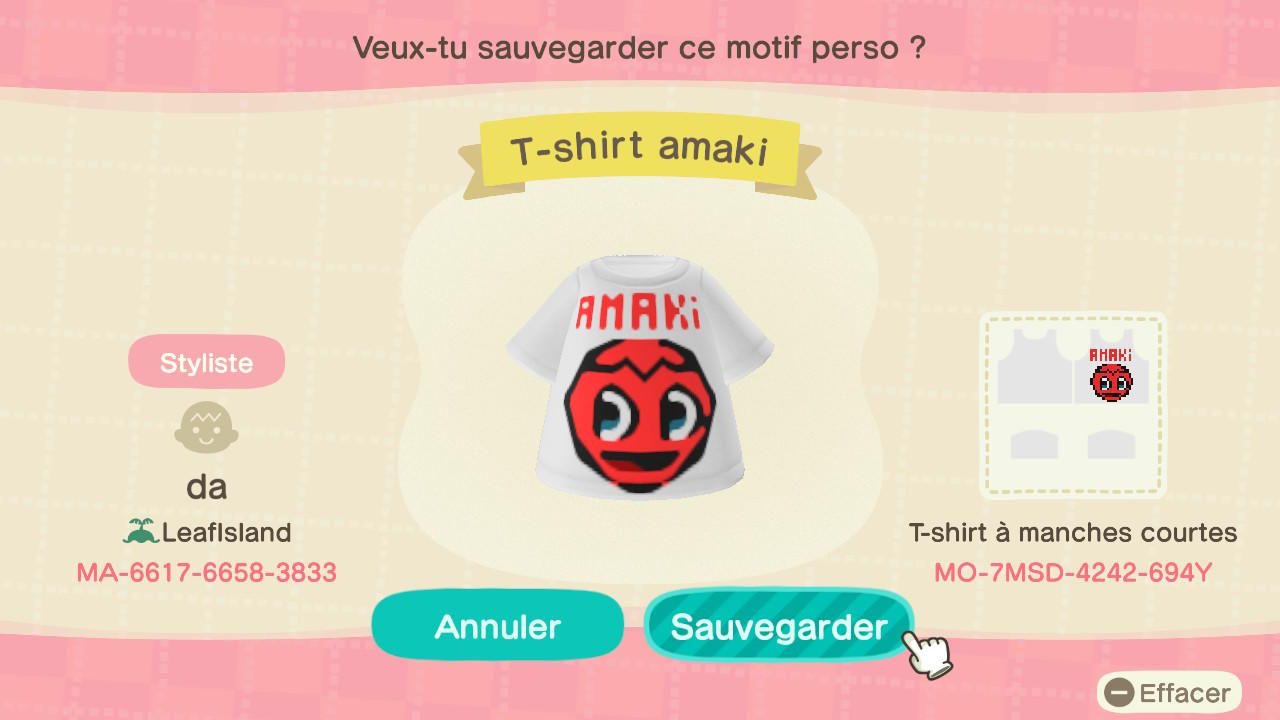 Veux-tu sauvegarder ce motif perso ?
T-shirt amaki
AMAKi
Styliste
da
LeafIsland
MA-6617-6658-3833
AMAKi
T-shirt à manches courtes
MO-7MSD-4242-694Y
Annuler
Sauvegarder
Effacer